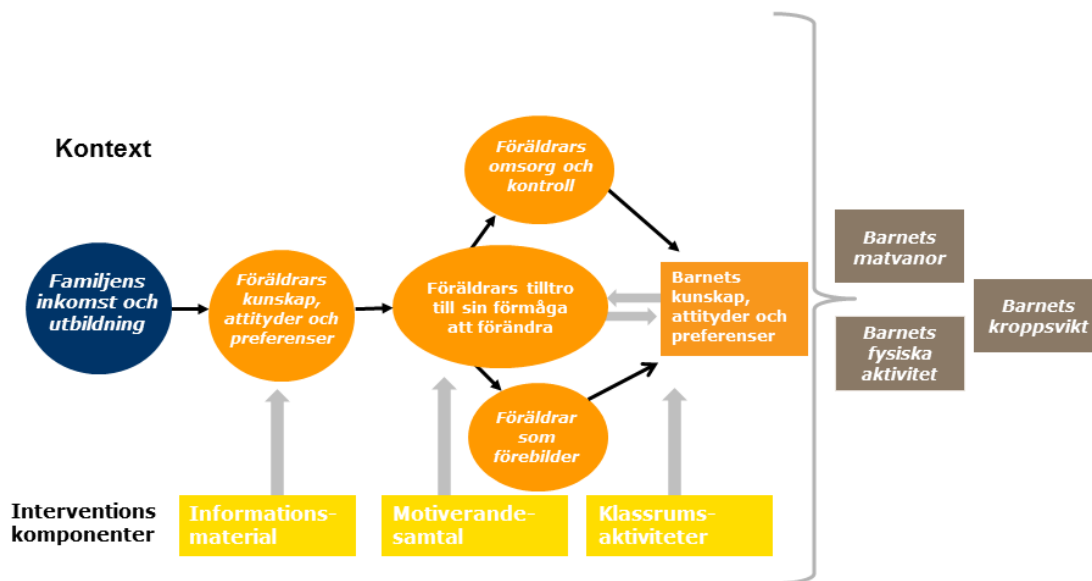 Kontext
Föräldrars
omsorg och
kontroll
Familjens
inkomst och
utbildning
Föräldrars
kunskap,
attityder och
preferenser
Föräldrars tilltro
till sin förmåga
att förändra
Barnets
kunskap,
attityder och
preferenser
Föräldrar
som
förebilder
Barnets
matvanor
Barnets
fysiska
aktivitet
Barnets
kroppsvikt
Interventions
komponenter
Informations-
material
Motiverande-
samtal
Klassrums-
aktiviteter